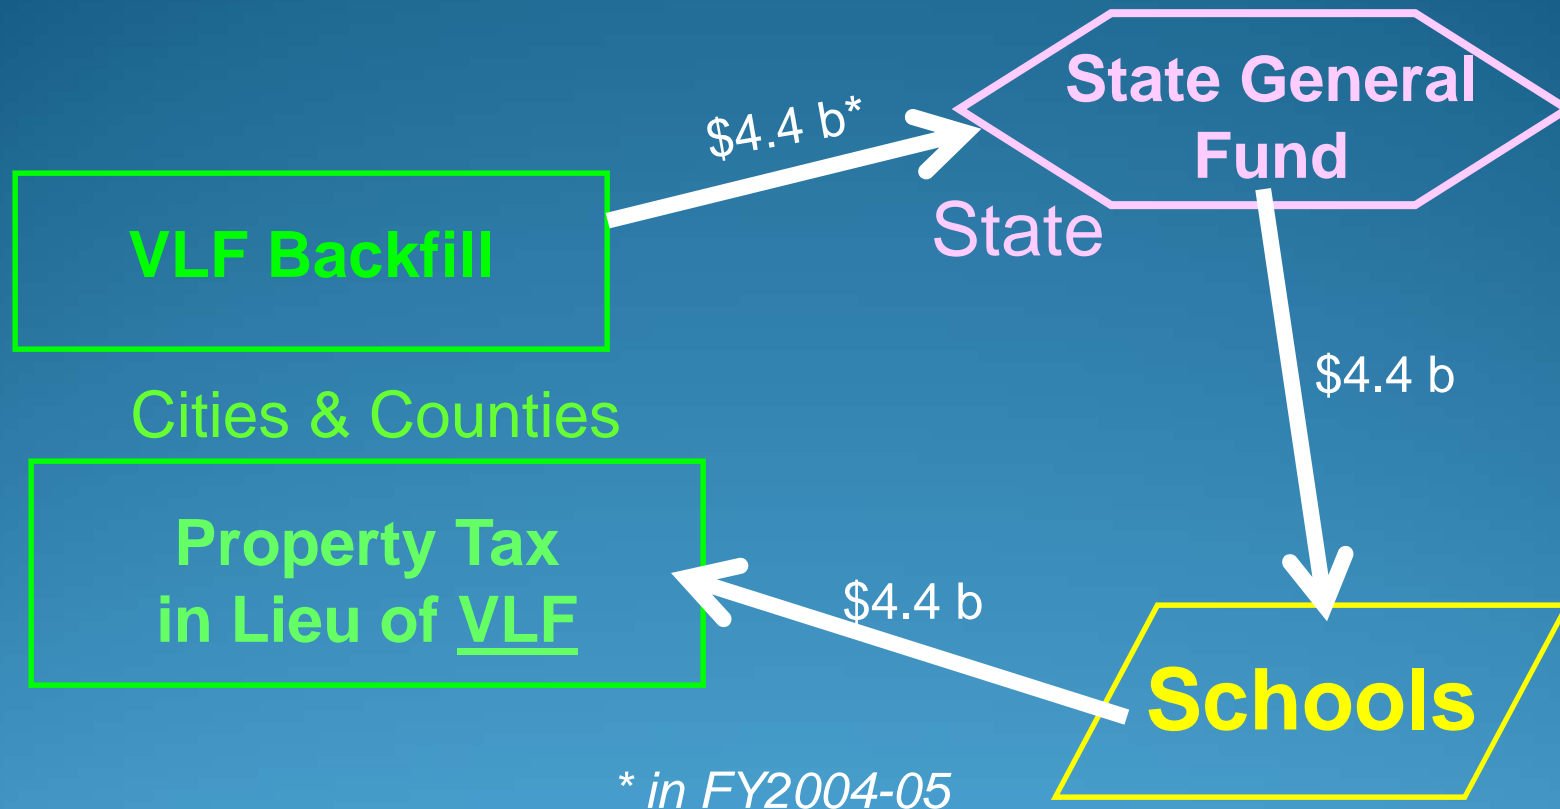 State General
Fund
$4.4 b*
State
VLF Backfill
$4.4 b
Cities & Counties
Property Tax
in Lieu of VLF
$4.4 b
Schools
* in FY2004-05